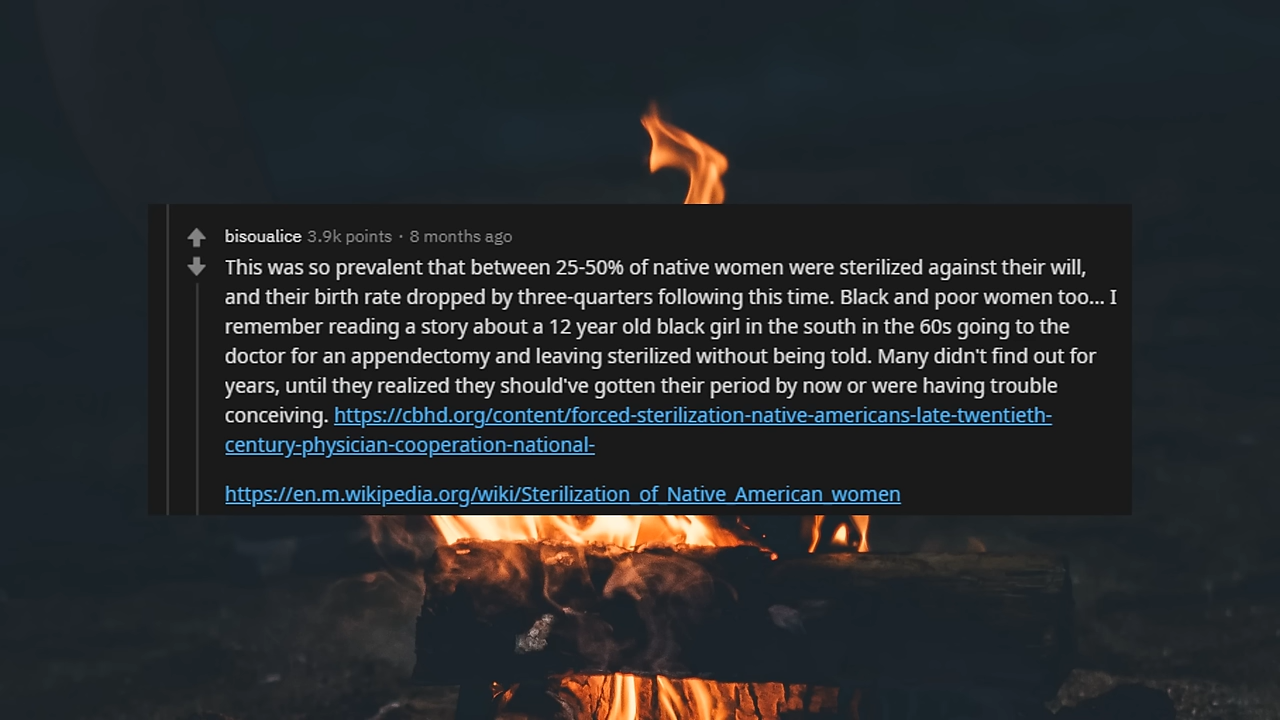 bisoualice 3.9k points · 8 months ago
This was so prevalent that between 25-50% of native women were sterilized against their will,
and their birth rate dropped by three-quarters following this time. Black and poor women too... I
remember reading a story about a 12 year old black girl in the south in the 60s going to the
doctor for an appendectomy and leaving sterilized without being told. Many didn't find out for
years, until they realized they should've gotten their period by now or were having trouble
conceiving. https://cbhd.org/content/forced-sterilization-native-americans-late-twentieth-
century-physician-cooperation-national-
https://en.m.wikipedia.org/wiki/Sterilization_of_Native_American_women